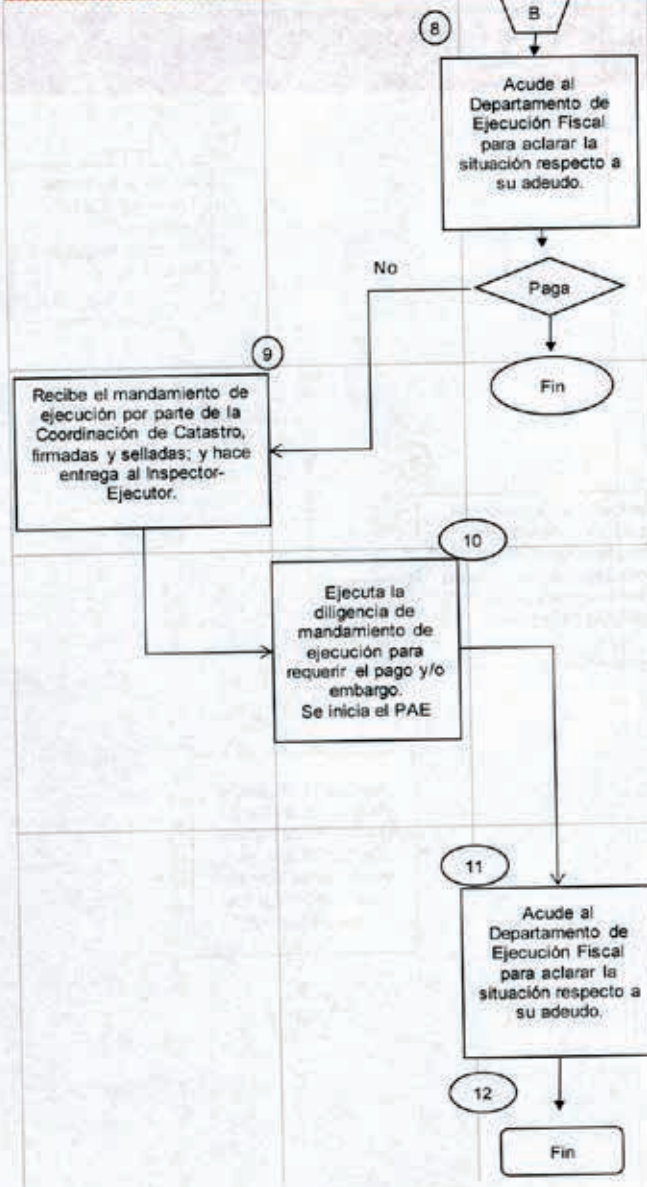 B
8
Acude al
Departamento de
Ejecución Fiscal
para aclarar la
situación respecto a
su adeudo.
No
Paga
Fin
9
Recibe el mandamiento de
ejecución por parte de la
Coordinación de Catastro,
firmadas y selladas; y hace
entrega al Inspector-
Ejecutor.
10
Ejecuta la
diligencia de
mandamiento de
ejecución para
requerir el pago y/o
embargo.
Se inicia el PAE
11
Acude al
Departamento de
Ejecución Fiscal
para aclarar la
situación respecto a
su adeudo.
12
Fin